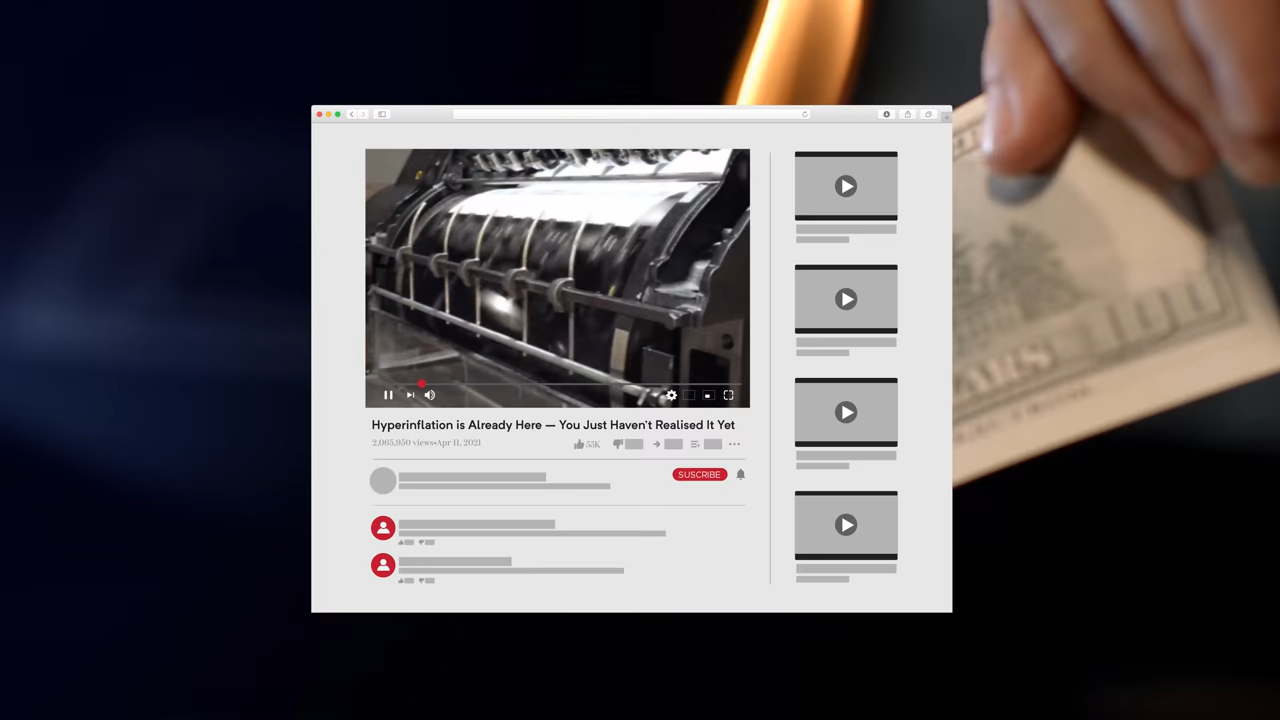 Hyperinflation is Already Here — You Just Haven't Realised It Yet
2,065,950 views•Apr 11, 2021
55K
SUSCRIBE